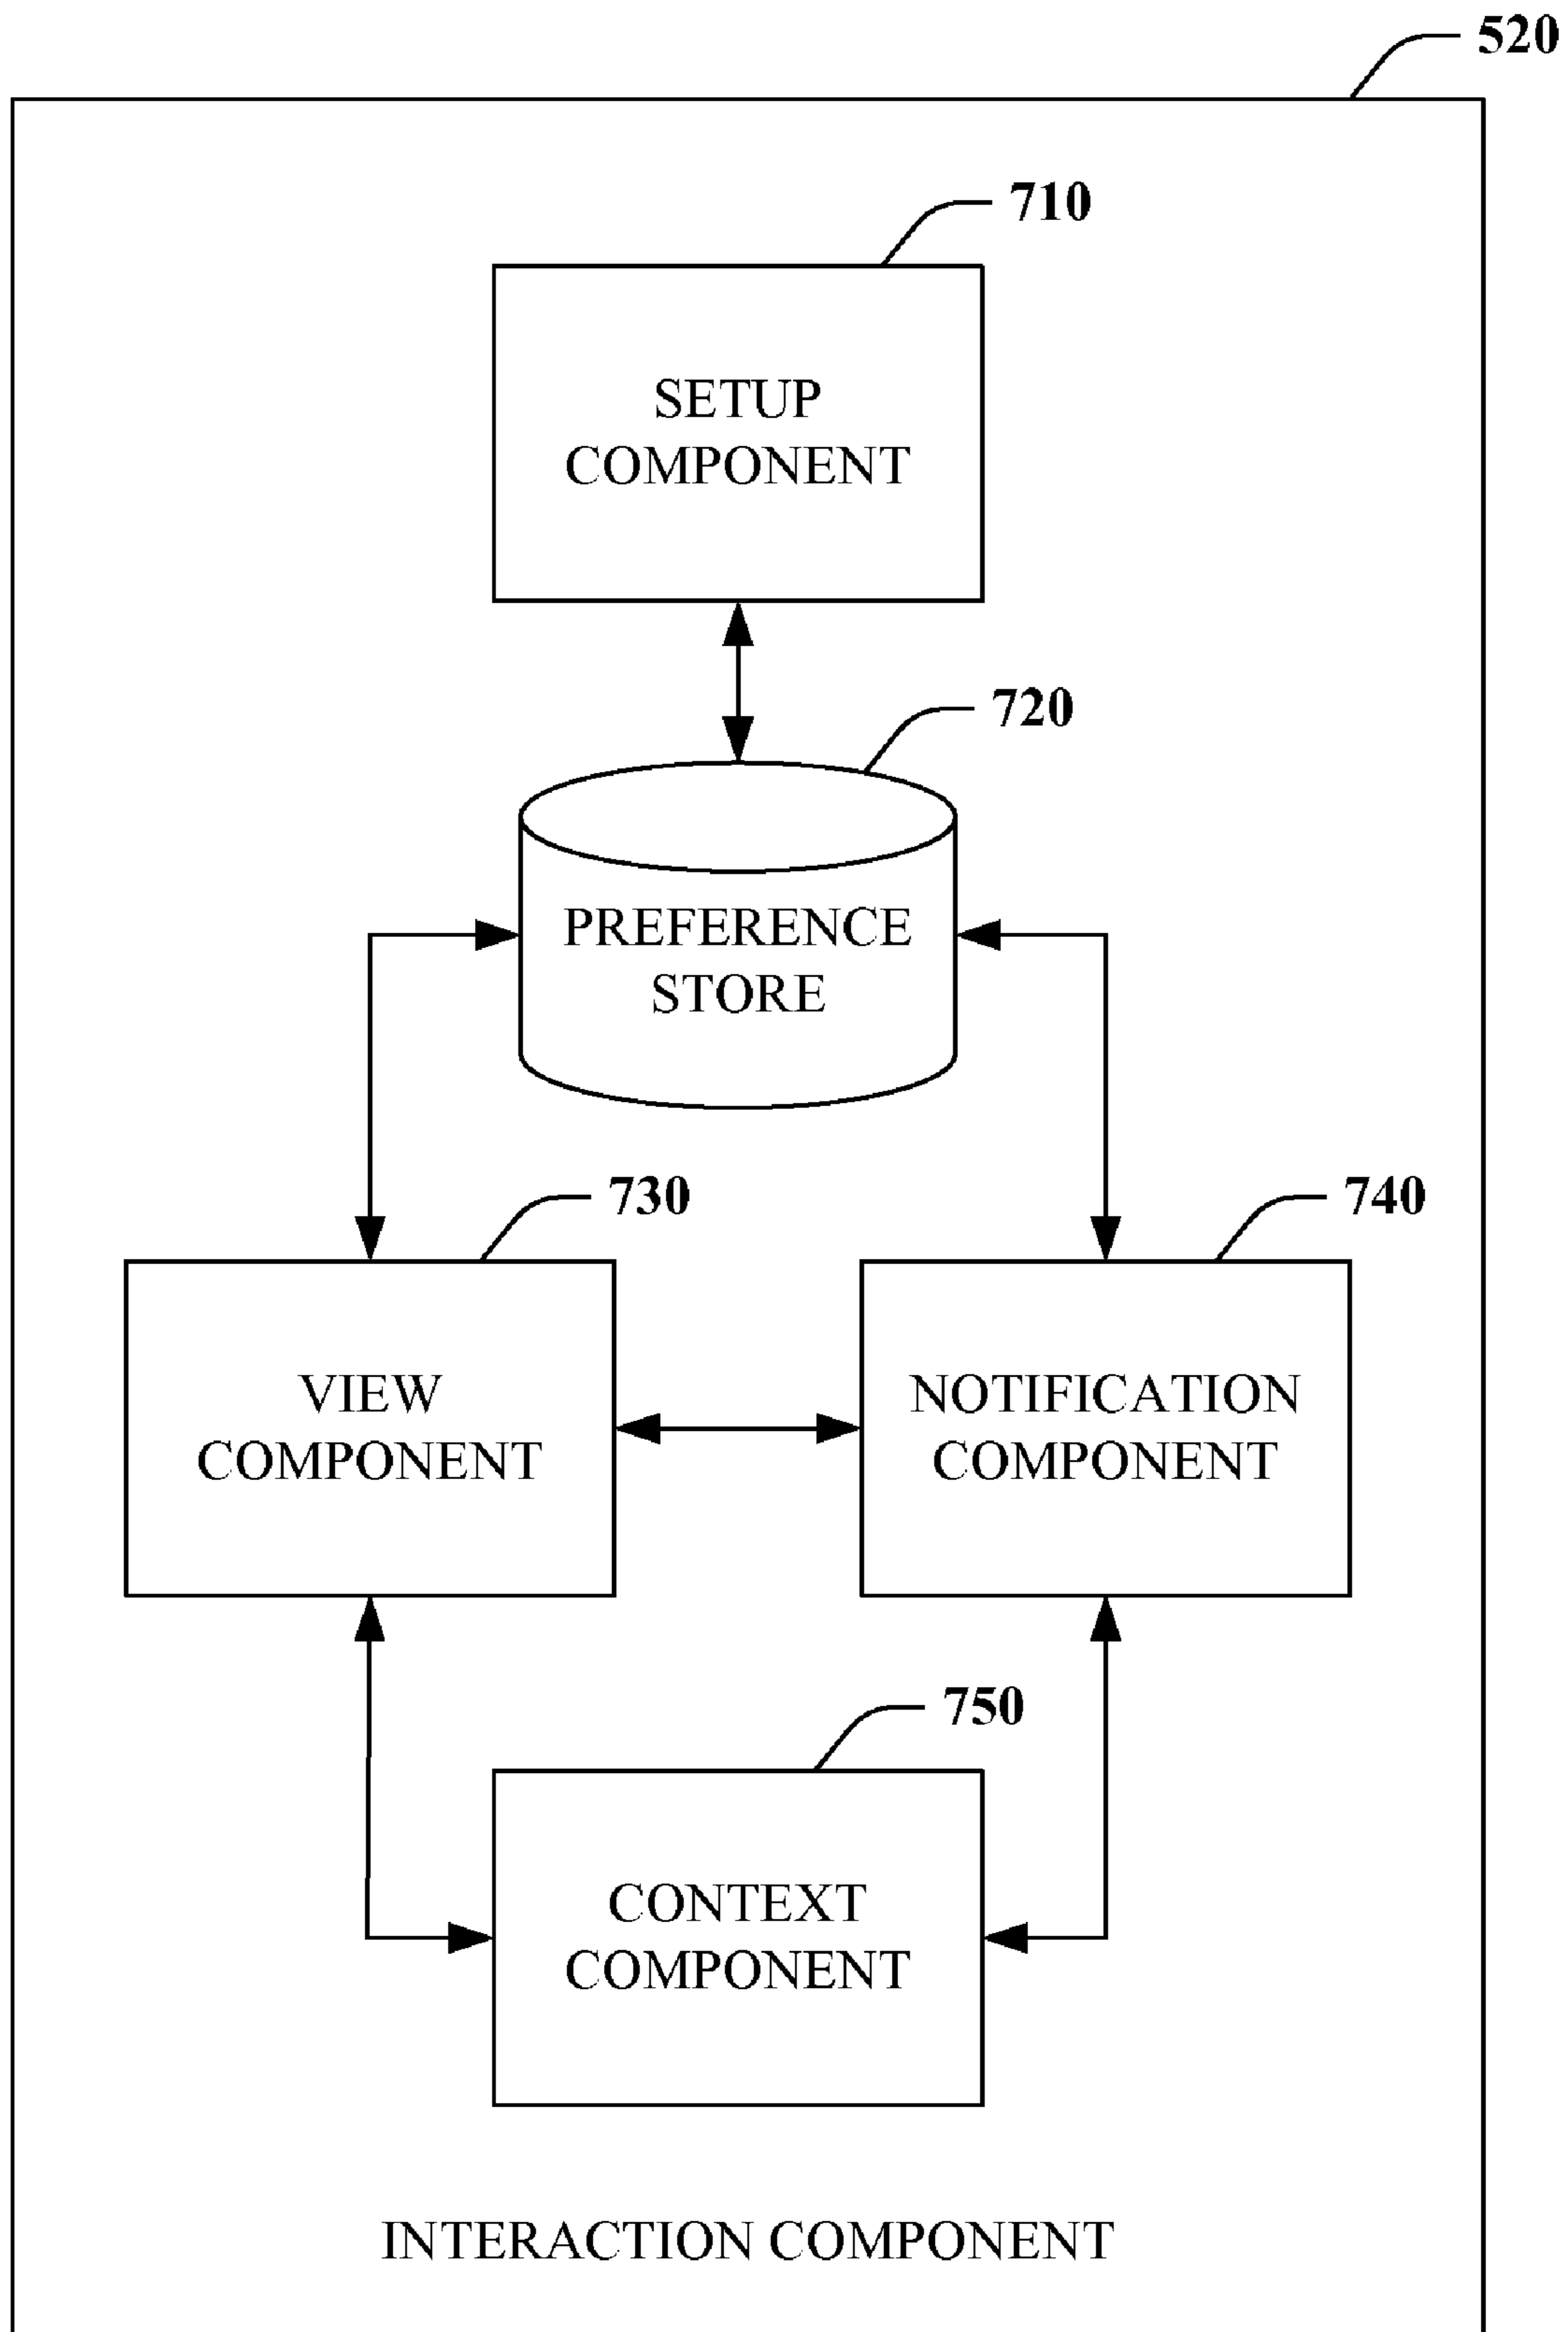 520
710
SETUP
COMPONENT
720
PREFERENCE
STORE
730
740
VIEW
COMPONENT
NOTIFICATION
COMPONENT
750
CONTEXT
COMPONENT
INTERACTION COMPONENT